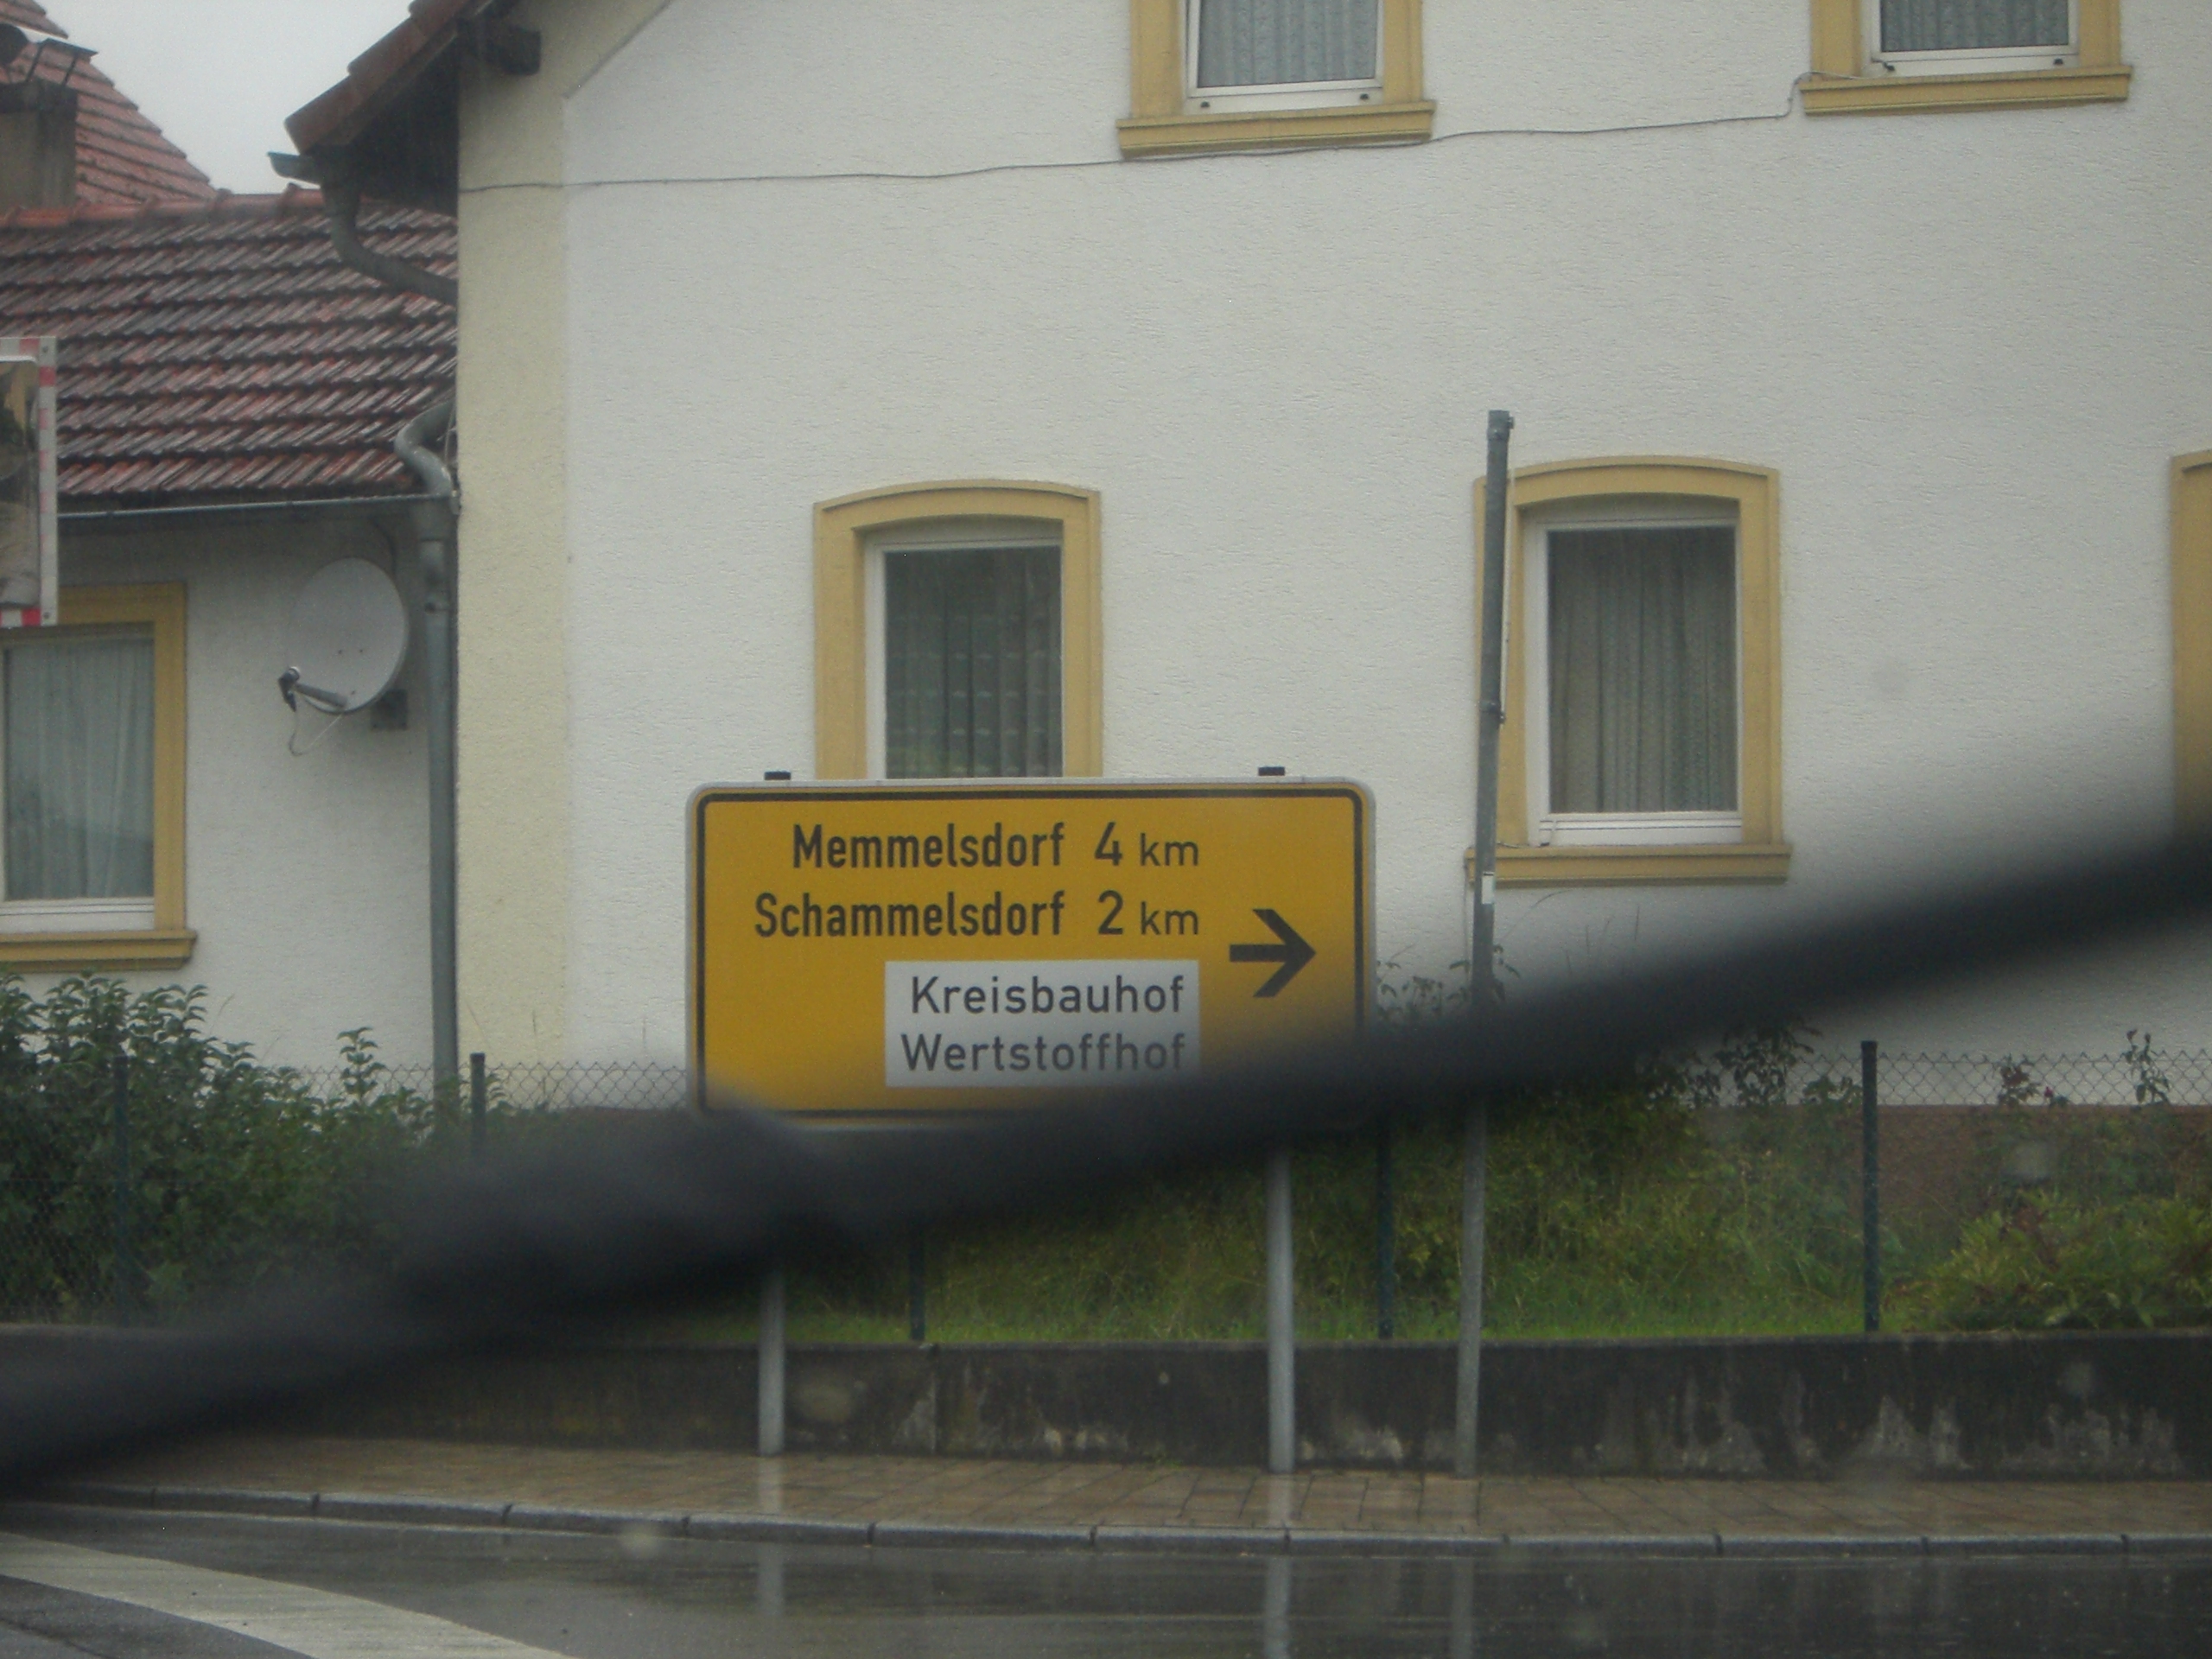 Memmelsdorf 4 km
Schammelsdorf 2 km
Kreisbauhof
Wertstoffhof